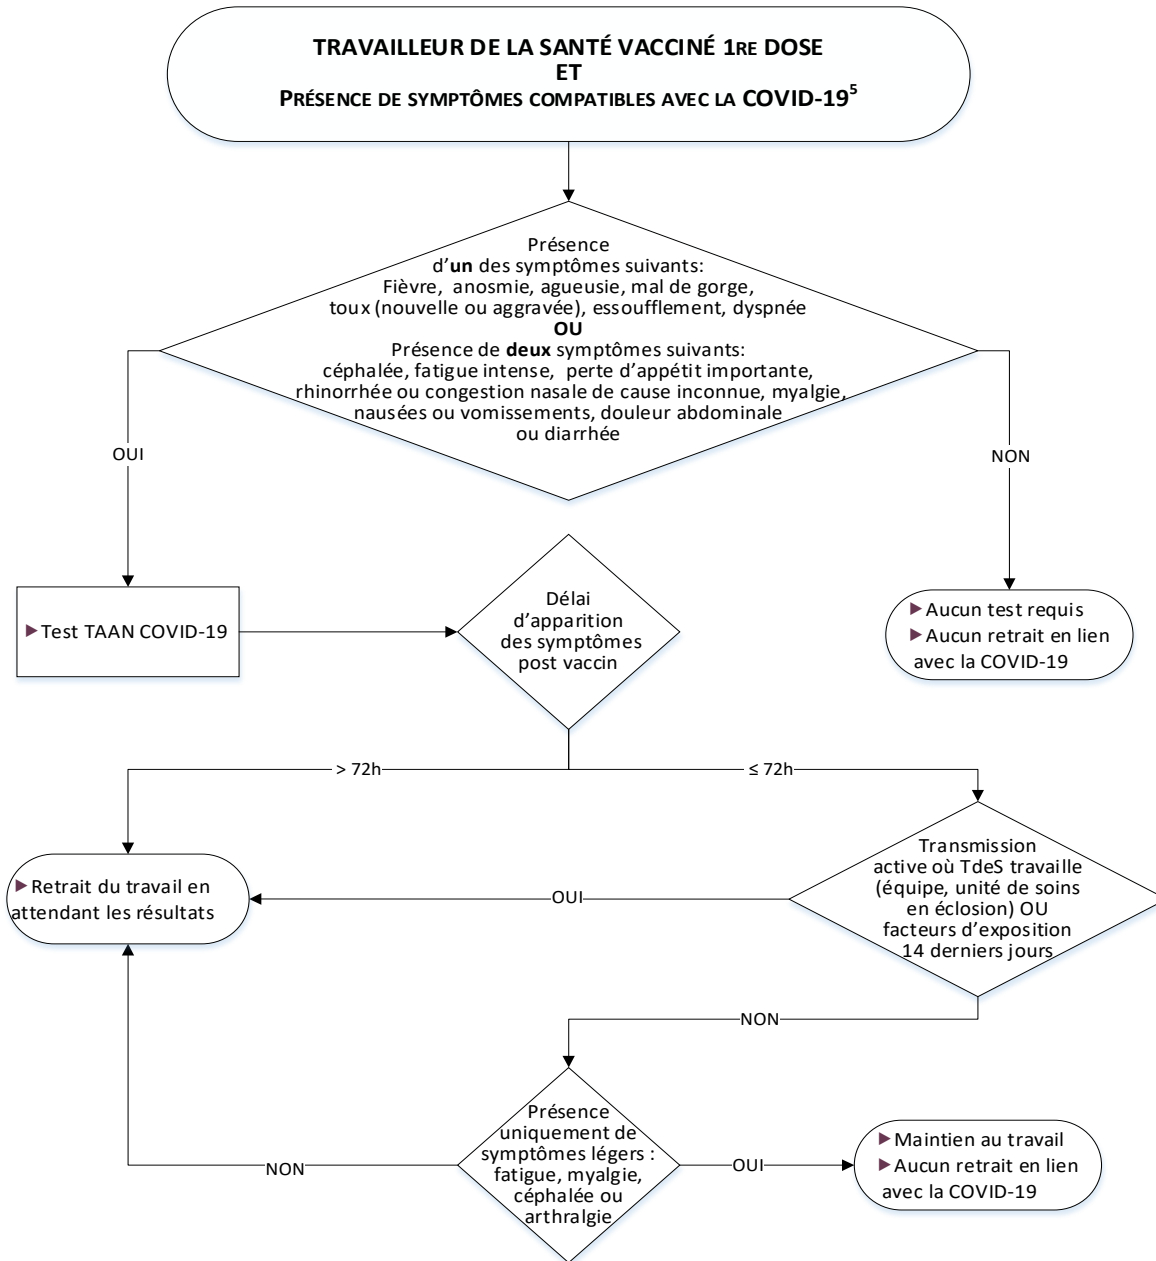 TRAVAILLEUR DE LA SANTÉ VACCINÉ 1RE DOSE
ET
PRÉSENCE DE SYMPTÔMES COMPATIBLES AVEC LA COVID-19⁵
Présence
d'un des symptômes suivants:
Fièvre, anosmie, agueusie, mal de gorge,
toux (nouvelle ou aggravée), essoufflement, dyspnée
OU
Présence de deux symptômes suivants:
céphalée, fatigue intense, perte d'appétit importante,
rhinorrhée ou congestion nasale de cause inconnue, myalgie,
nausées ou vomissements, douleur abdominale
ou diarrhée
OUI
NON
▶ Test TAAN COVID-19
Délai
d'apparition
des symptômes
post vaccin
▶ Aucun test requis
▶ Aucun retrait en lien
avec la COVID-19
> 72h
≤ 72h
▶ Retrait du travail en
attendant les résultats
OUI
Transmission
active où TdeS travaille
(équipe, unité de soins
en éclosion) OU
facteurs d'exposition
14 derniers jours
NON
Présence
uniquement de
symptômes légers :
fatigue, myalgie,
céphalée ou
arthralgie
NON
OUI
▶ Maintien au travail
▶ Aucun retrait en lien
avec la COVID-19